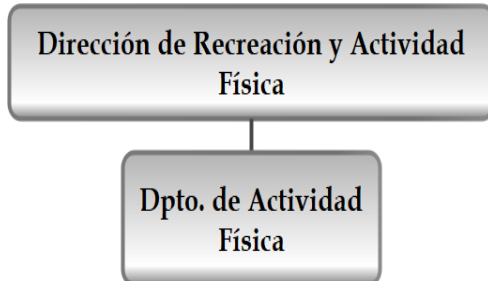 Dirección de Recreación y Actividad
Física
Dpto. de Actividad
Física